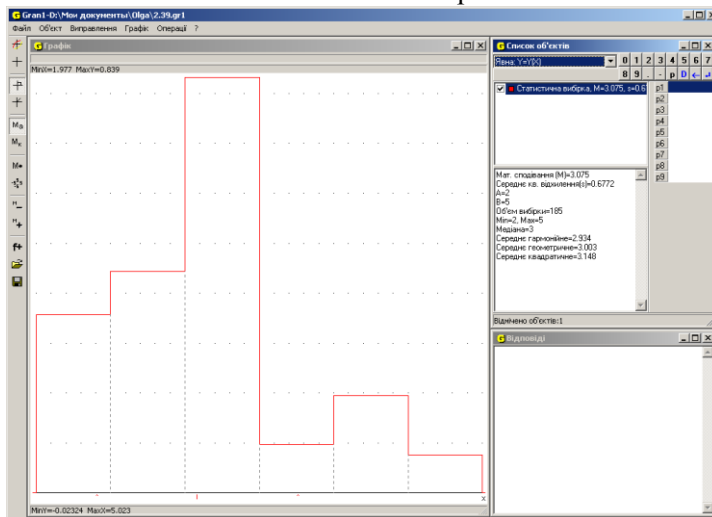 Gran1-D:\Мои документы\Olga\2.39.gr1
Файл Об'єкт Виправлення Графік Операції ?
Графік
MinX=1.977 MaxY=0.839
x
MinY=-0.02324 MaxX=5.023
Список об'єктів
Явна: Y=Y(X)
0 1 2 3 4 5 6 7
8 9 . - p D ← ↲
Статистична вибірка, M=3.075, s=0.6
p1
p2
p3
p4
p5
p6
p7
p8
p9
Мат. сподівання (M)=3.075
Середнє кв. відхилення(s)=0.6772
A=2
B=5
Об'єм вибірки=185
Min=2, Max=5
Медіана=3
Середнє гармонійне=2.934
Середнє геометричне=3.003
Середнє квадратичне=3.148
Відмічено об'єктів:1
Відповіді